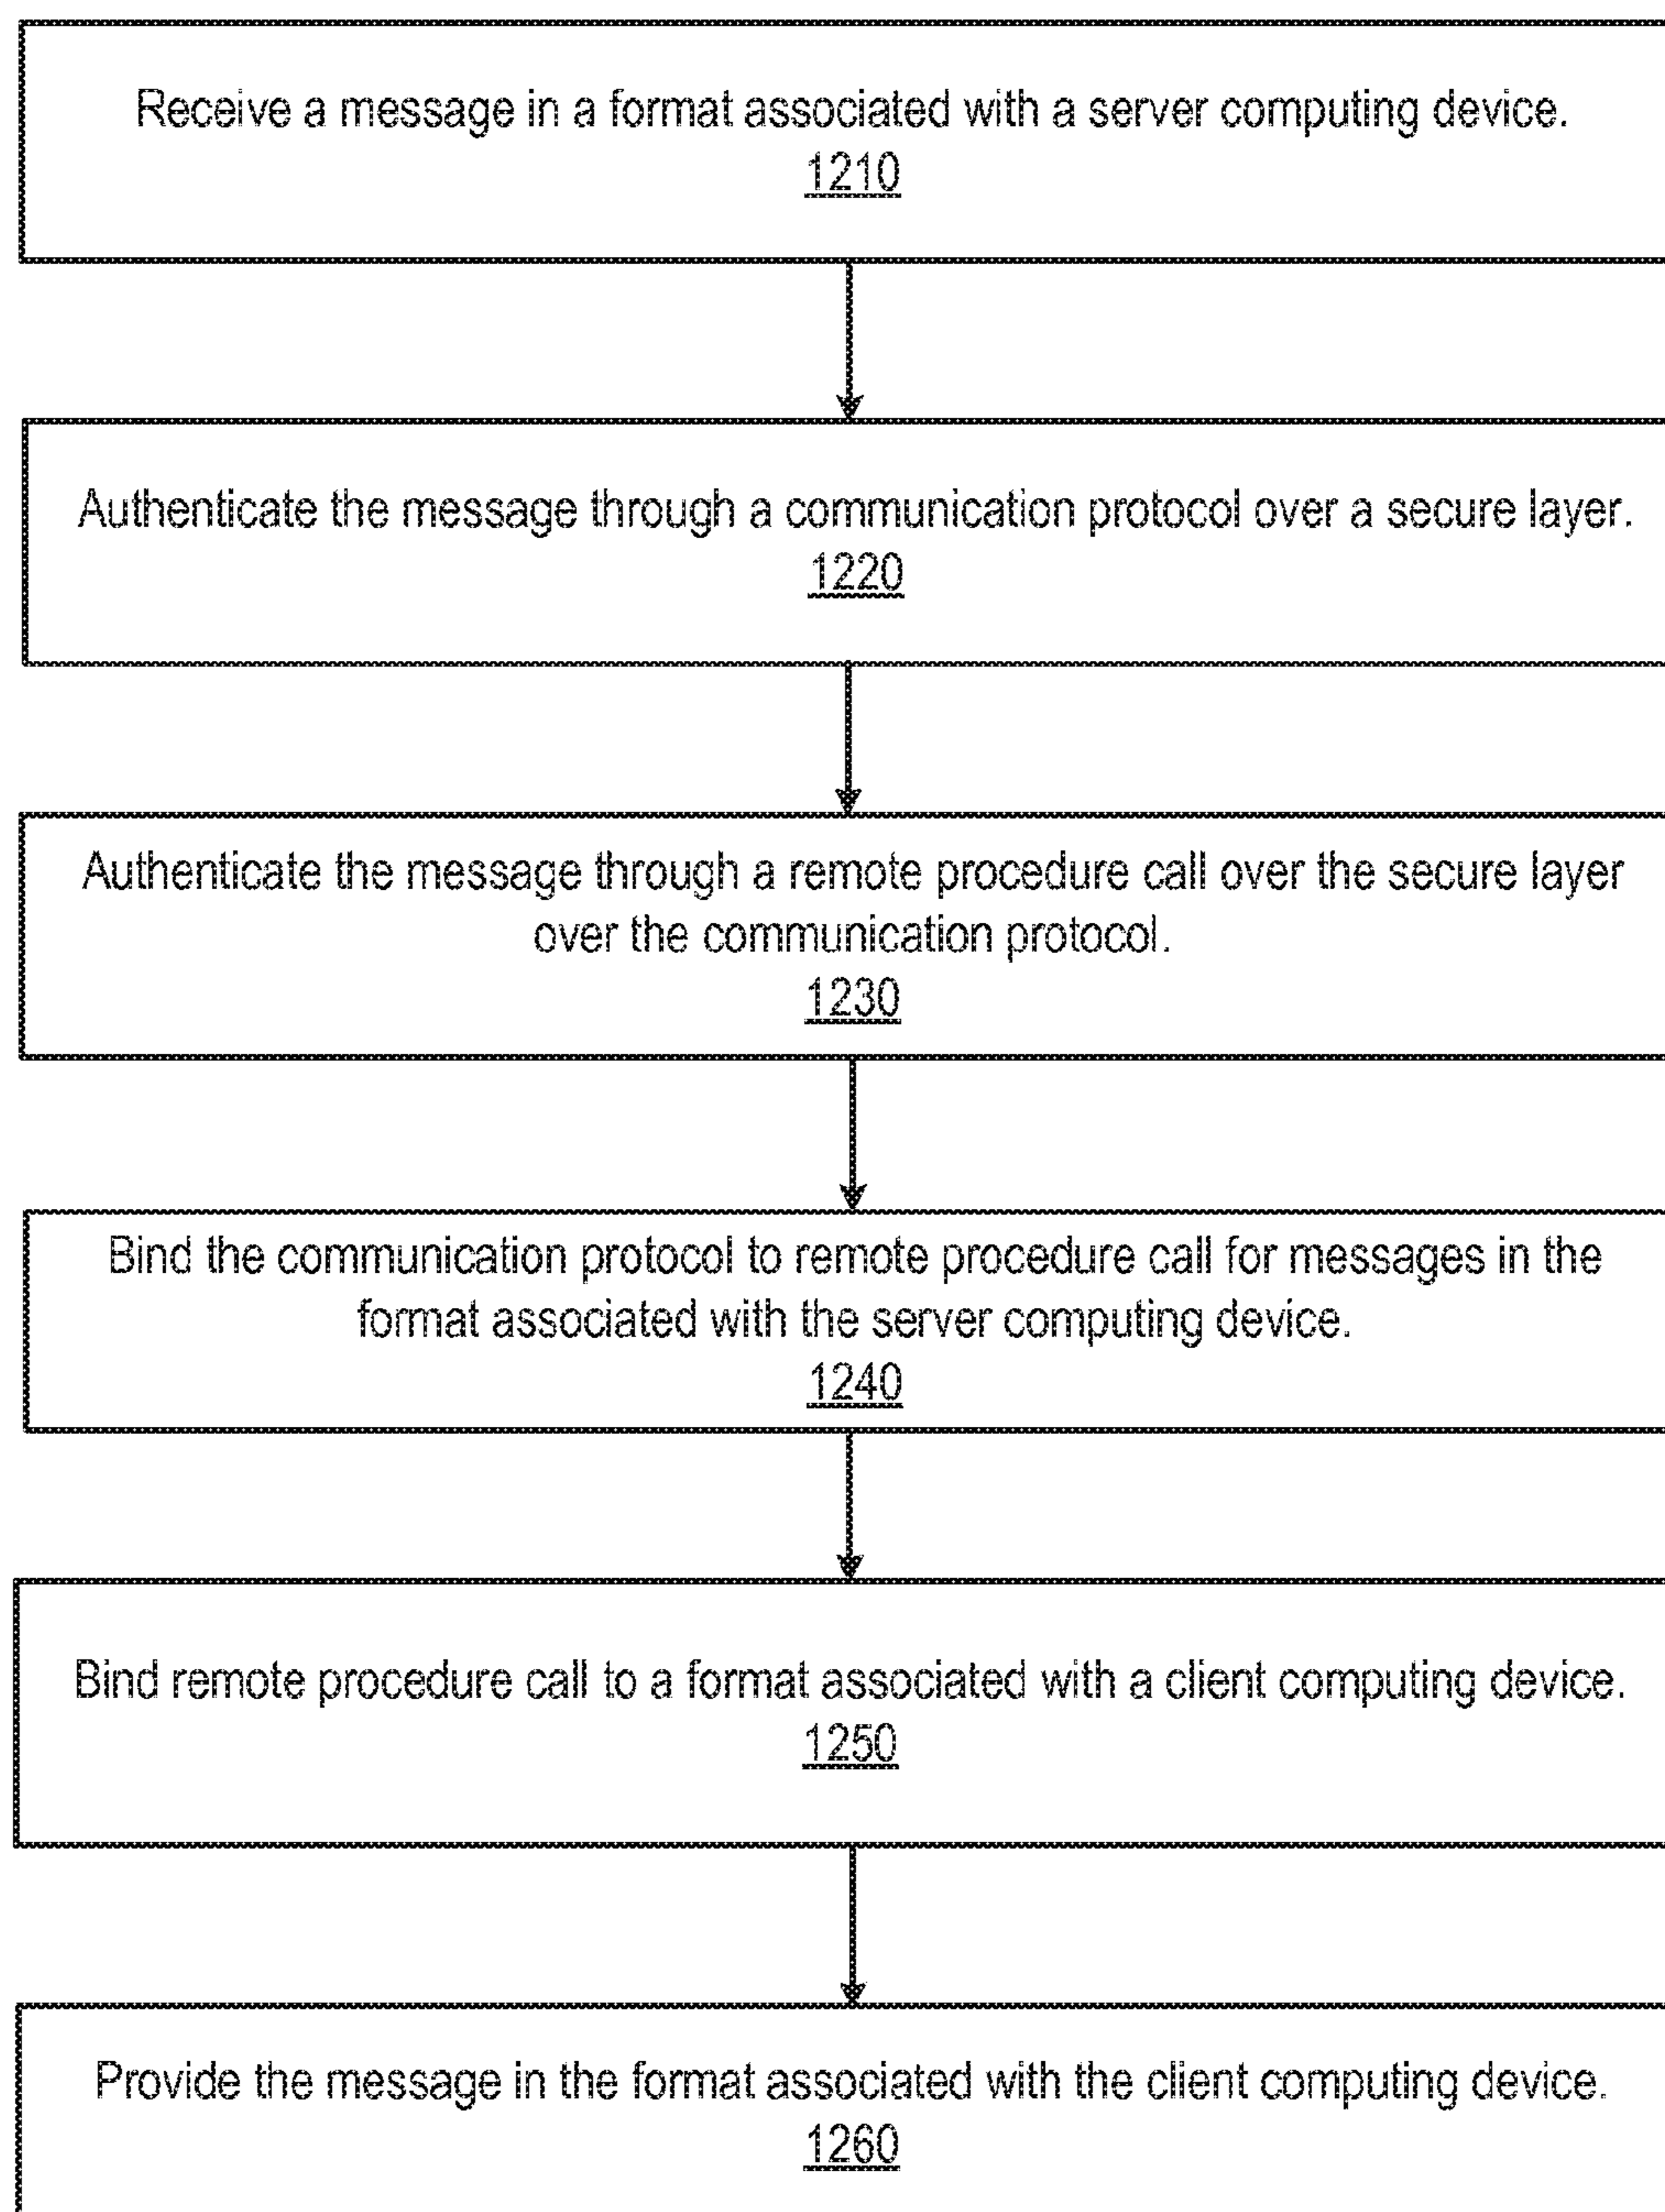 Receive a message in a format associated with a server computing device.
1210
Authenticate the message through a communication protocol over a secure layer.
1220
Authenticate the message through a remote procedure call over the secure layer
over the communication protocol.
1230
Bind the communication protocol to remote procedure call for messages in the
format associated with the server computing device.
1240
Bind remote procedure call to a format associated with a client computing device.
1250
Provide the message in the format associated with the client computing device.
1260